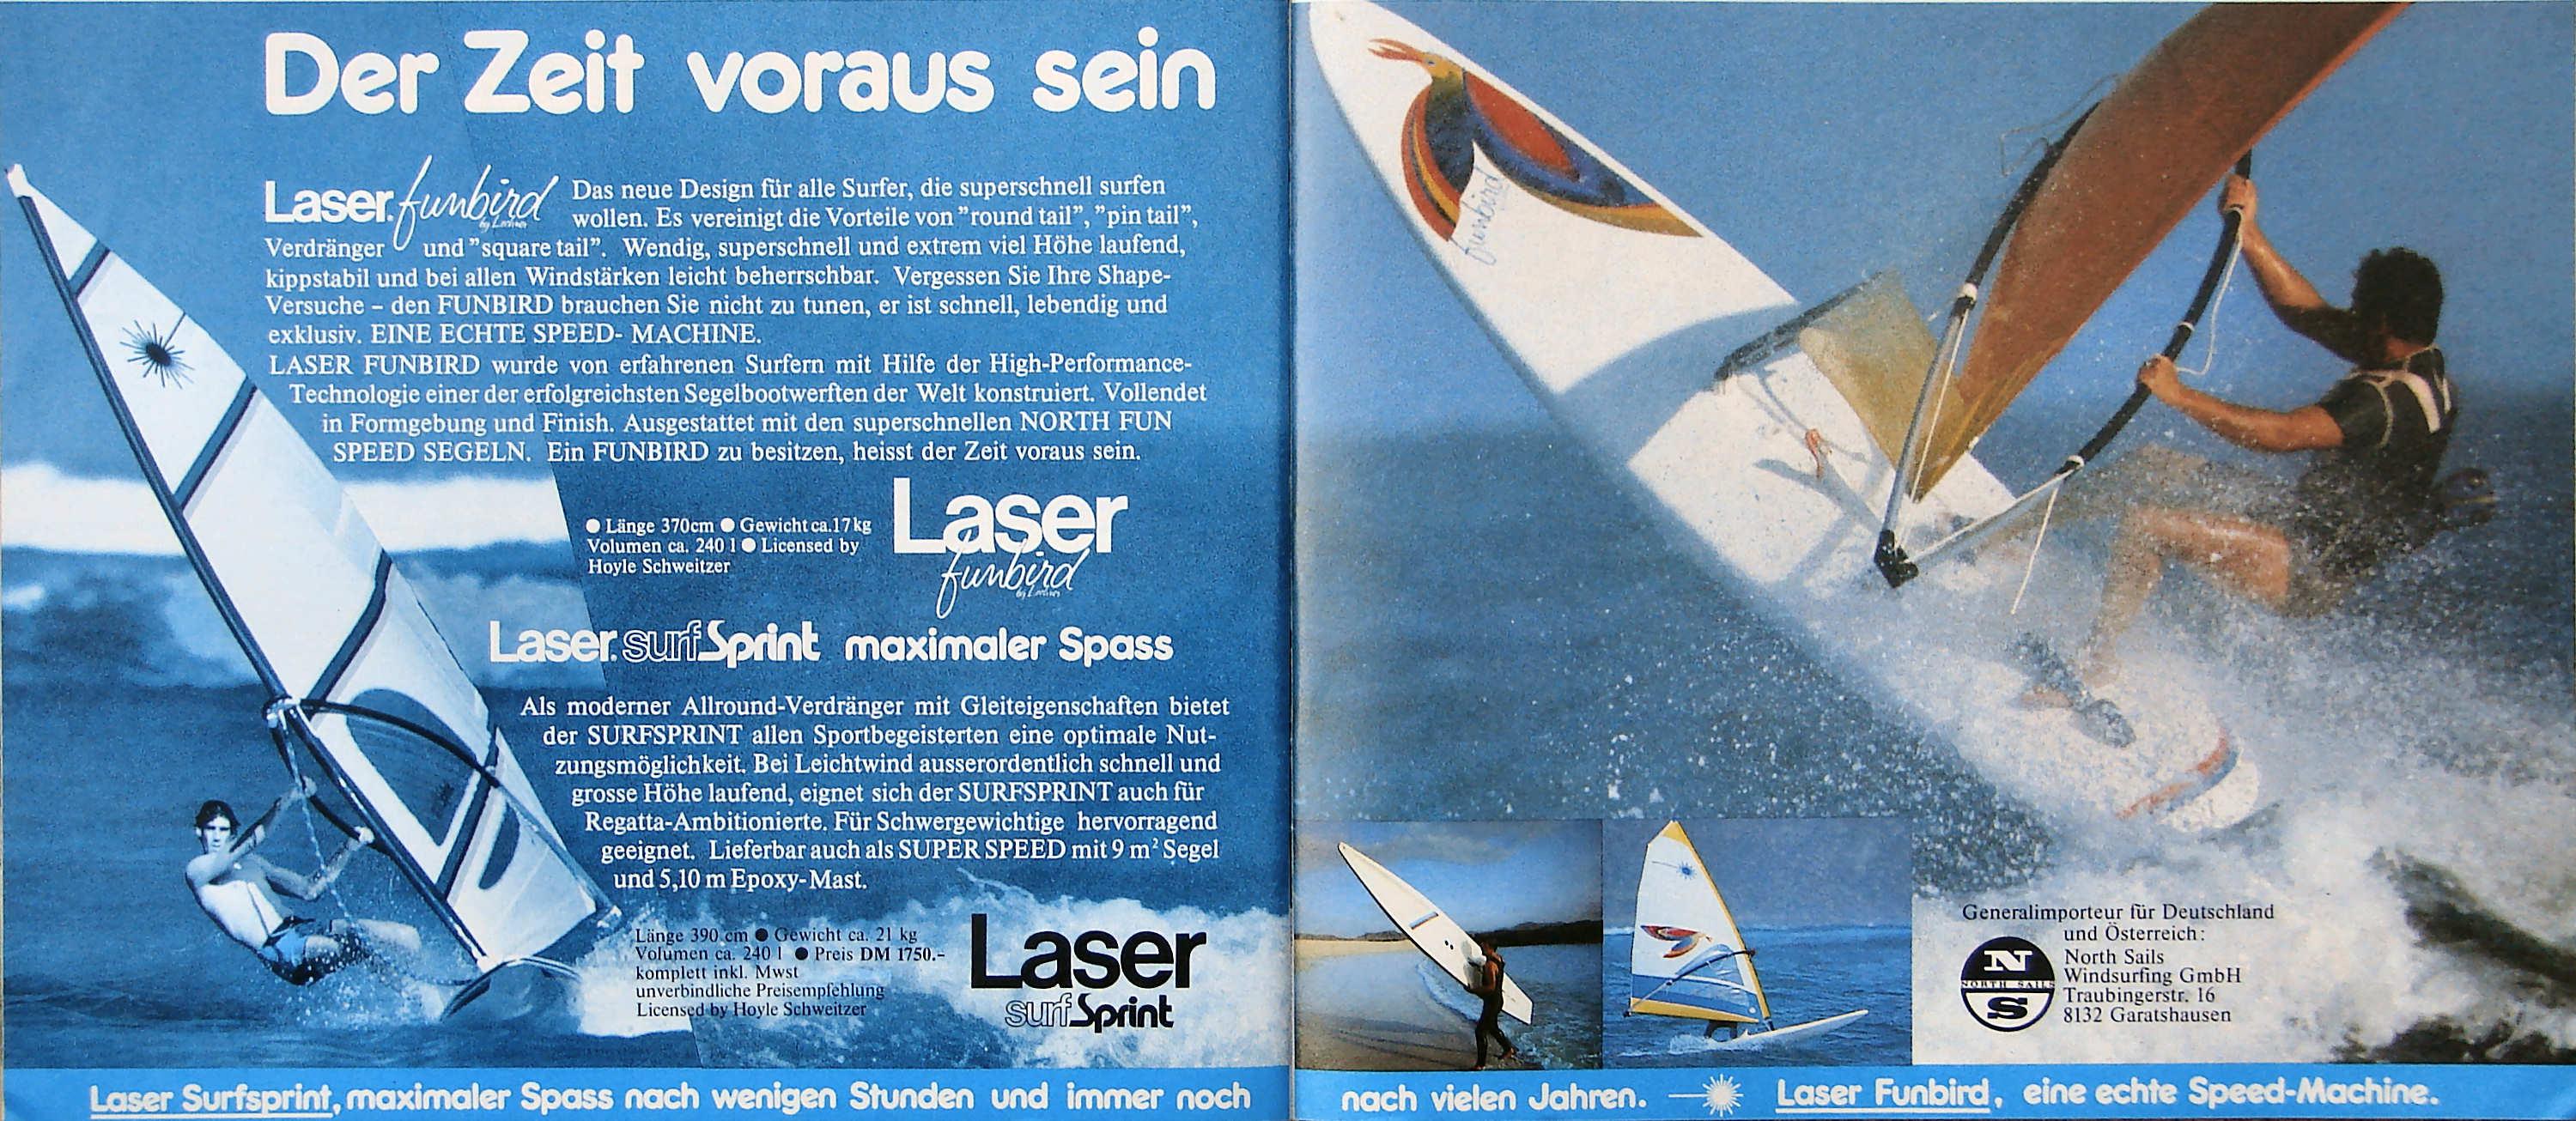 Der Zeit voraus sein
Laser funbird by Lechner
Das neue Design für alle Surfer, die superschnell surfen
wollen. Es vereinigt die Vorteile von "round tail", "pin tail",
Verdränger und "square tail". Wendig, superschnell und extrem viel Höhe laufend,
kippstabil und bei allen Windstärken leicht beherrschbar. Vergessen Sie Ihre Shape-
Versuche – den FUNBIRD brauchen Sie nicht zu tunen, er ist schnell, lebendig und
exklusiv. EINE ECHTE SPEED- MACHINE.
LASER FUNBIRD wurde von erfahrenen Surfern mit Hilfe der High-Performance-
Technologie einer der erfolgreichsten Segelbootwerften der Welt konstruiert. Vollendet
in Formgebung und Finish. Ausgestattet mit den superschnellen NORTH FUN
SPEED SEGELN. Ein FUNBIRD zu besitzen, heisst der Zeit voraus sein.
● Länge 370cm ● Gewicht ca.17kg
Volumen ca. 240 l ● Licensed by
Hoyle Schweitzer
Laser
funbird
by Lechner
Laser. surf Sprint maximaler Spass
Als moderner Allround-Verdränger mit Gleiteigenschaften bietet
der SURFSPRINT allen Sportbegeisterten eine optimale Nut-
zungsmöglichkeit. Bei Leichtwind ausserordentlich schnell und
grosse Höhe laufend, eignet sich der SURFSPRINT auch für
Regatta-Ambitionierte. Für Schwergewichtige hervorragend
geeignet. Lieferbar auch als SUPER SPEED mit 9 m² Segel
und 5,10 m Epoxy-Mast.
Länge 390 cm ● Gewicht ca. 21 kg
Volumen ca. 240 l ● Preis DM 1750.-
komplett inkl. Mwst
unverbindliche Preisempfehlung
Licensed by Hoyle Schweitzer
Laser
surf Sprint
Laser Surfsprint, maximaler Spass nach wenigen Stunden und immer noch
funbird
Generalimporteur für Deutschland
und Österreich:
North Sails
Windsurfing GmbH
Traubingerstr. 16
8132 Garatshausen
N
NORTH SAILS
S
nach vielen Jahren. Laser Funbird, eine echte Speed-Machine.